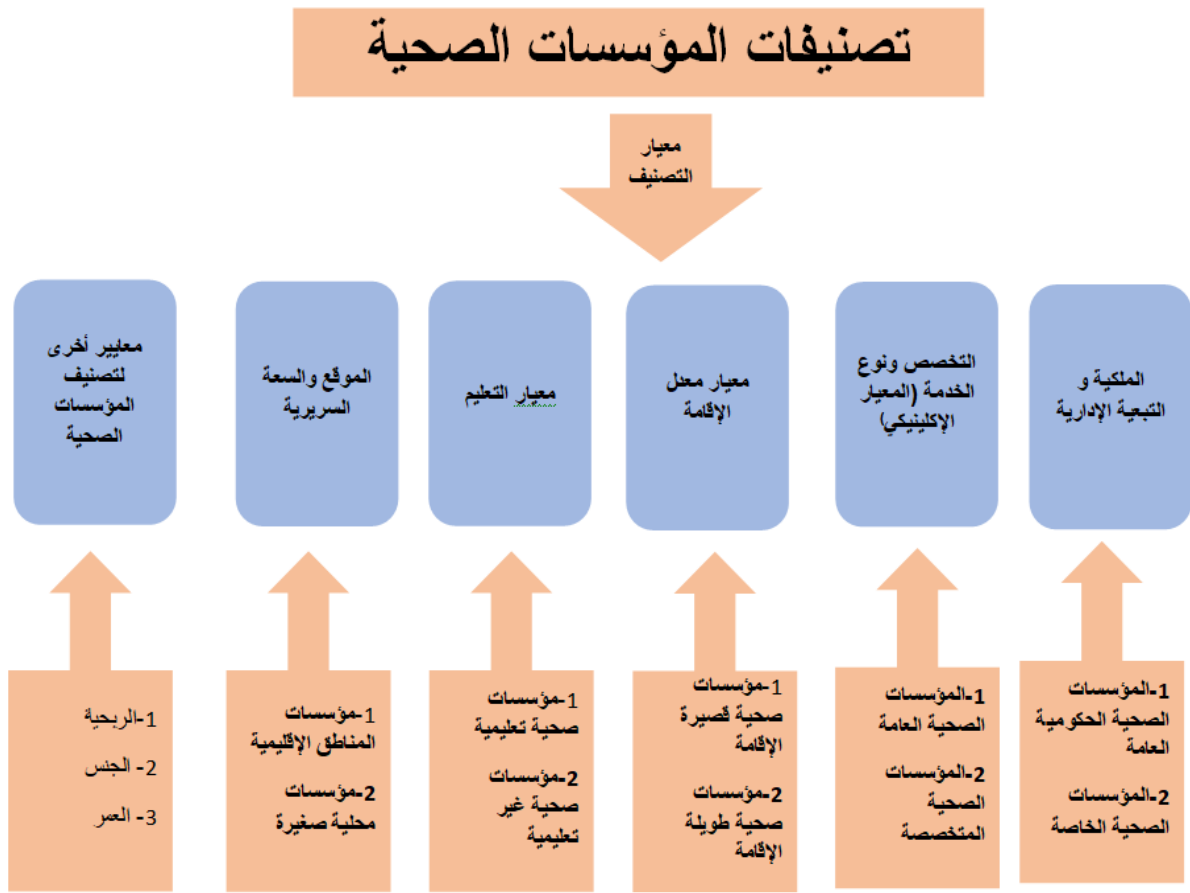 تصنيفات المؤسسات الصحية
معيار
التصنيف
الملكية و
التبعية الإدارية
التخصص ونوع
الخدمة (المعيار
الإكلينيكي)
معيار معدل
الإقامة
معيار التعليم
الموقع والسعة
السريرية
معايير أخرى
لتصنيف
المؤسسات
الصحية
1-المؤسسات
الصحية الحكومية
العامة
2-المؤسسات
الصحية الخاصة
1-المؤسسات
الصحية العامة
2-المؤسسات
الصحية
المتخصصة
1-مؤسسات
صحية قصيرة
الإقامة
2-مؤسسات
صحية طويلة
الإقامة
1-مؤسسات
صحية تعليمية
2-مؤسسات
صحية غير
تعليمية
1-مؤسسات
المناطق الإقليمية
2-مؤسسات
محلية صغيرة
1-الربحية
2- الجنس
3- العمر